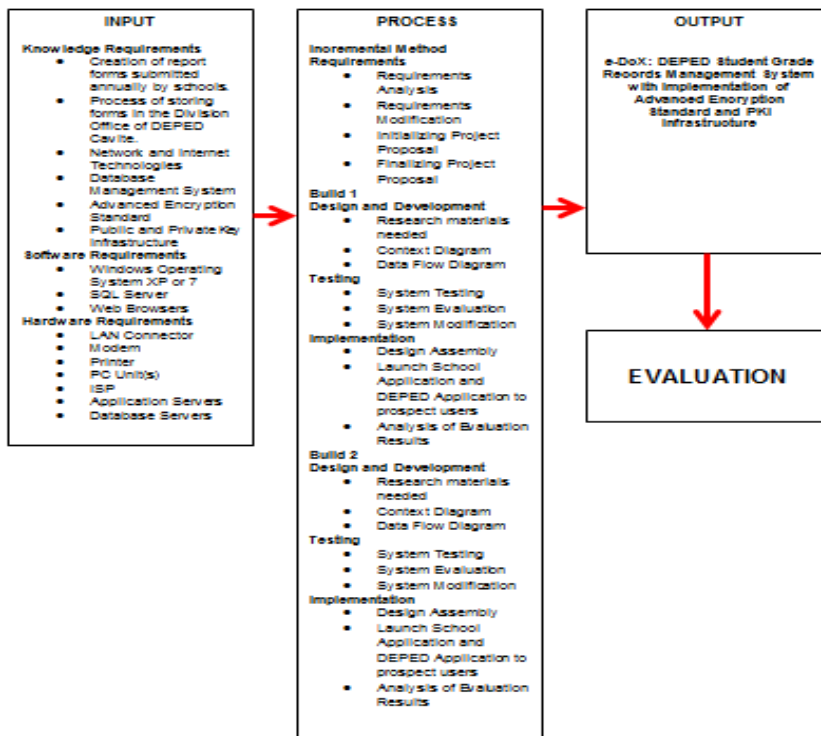 INPUT
Knowledge Requirements
● Creation of report
forms submitted
annually by schools.
● Process of storing
forms in the Division
Office of DEPED
Cavite.
● Network and Internet
Technologies
● Database
Management System
● Advanced Encryption
Standard
● Public and Private Key
Infrastructure
Software Requirements
● Windows Operating
System XP or 7
● SQL Server
● Web Browsers
Hardware Requirements
● LAN Connector
● Modem
● Printer
● PC Unit(s)
● ISP
● Application Servers
● Database Servers
PROCESS
Incremental Method
Requirements
● Requirements
Analysis
● Requirements
Modification
● Initializing Project
Proposal
● Finalizing Project
Proposal
Build 1
Design and Development
● Research materials
needed
● Context Diagram
● Data Flow Diagram
Testing
● System Testing
● System Evaluation
● System Modification
Implementation
● Design Assembly
● Launch School
Application and
DEPED Application to
prospect users
● Analysis of Evaluation
Results
Build 2
Design and Development
● Research materials
needed
● Context Diagram
● Data Flow Diagram
Testing
● System Testing
● System Evaluation
● System Modification
Implementation
● Design Assembly
● Launch School
Application and
DEPED Application to
prospect users
● Analysis of Evaluation
Results
OUTPUT
e-DoX: DEPED Student Grade
Records Management System
with Implementation of
Advanced Encryption
Standard and PKI
Infrastructure
EVALUATION